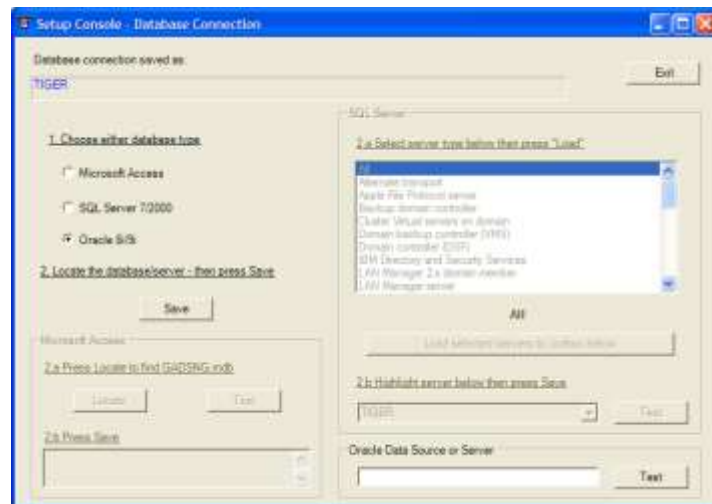 Setup Console - Database Connection
Database connection saved as:
TIGER
Exit
1. Choose either database type
Microsoft Access
SQL Server 7/2000
Oracle 8/9i
2. Locate the database/server - then press Save
Save
Microsoft Access
2.a Press Locate to find GADSNG.mdb
Locate
Test
2.b Press Save
SQL Server
2.a Select server type below then press "Load"
All
Alternate transport
Apple File Protocol server
Backup domain controller
Cluster Virtual servers on domain
Domain backup controller (VMS)
Domain controller (DSF)
IBM Directory and Security Services
LAN Manager 2.x domain member
LAN Manager server
All
Load selected servers to combo below
2.b Highlight server below then press Save
TIGER
Test
Oracle Data Source or Server
Test